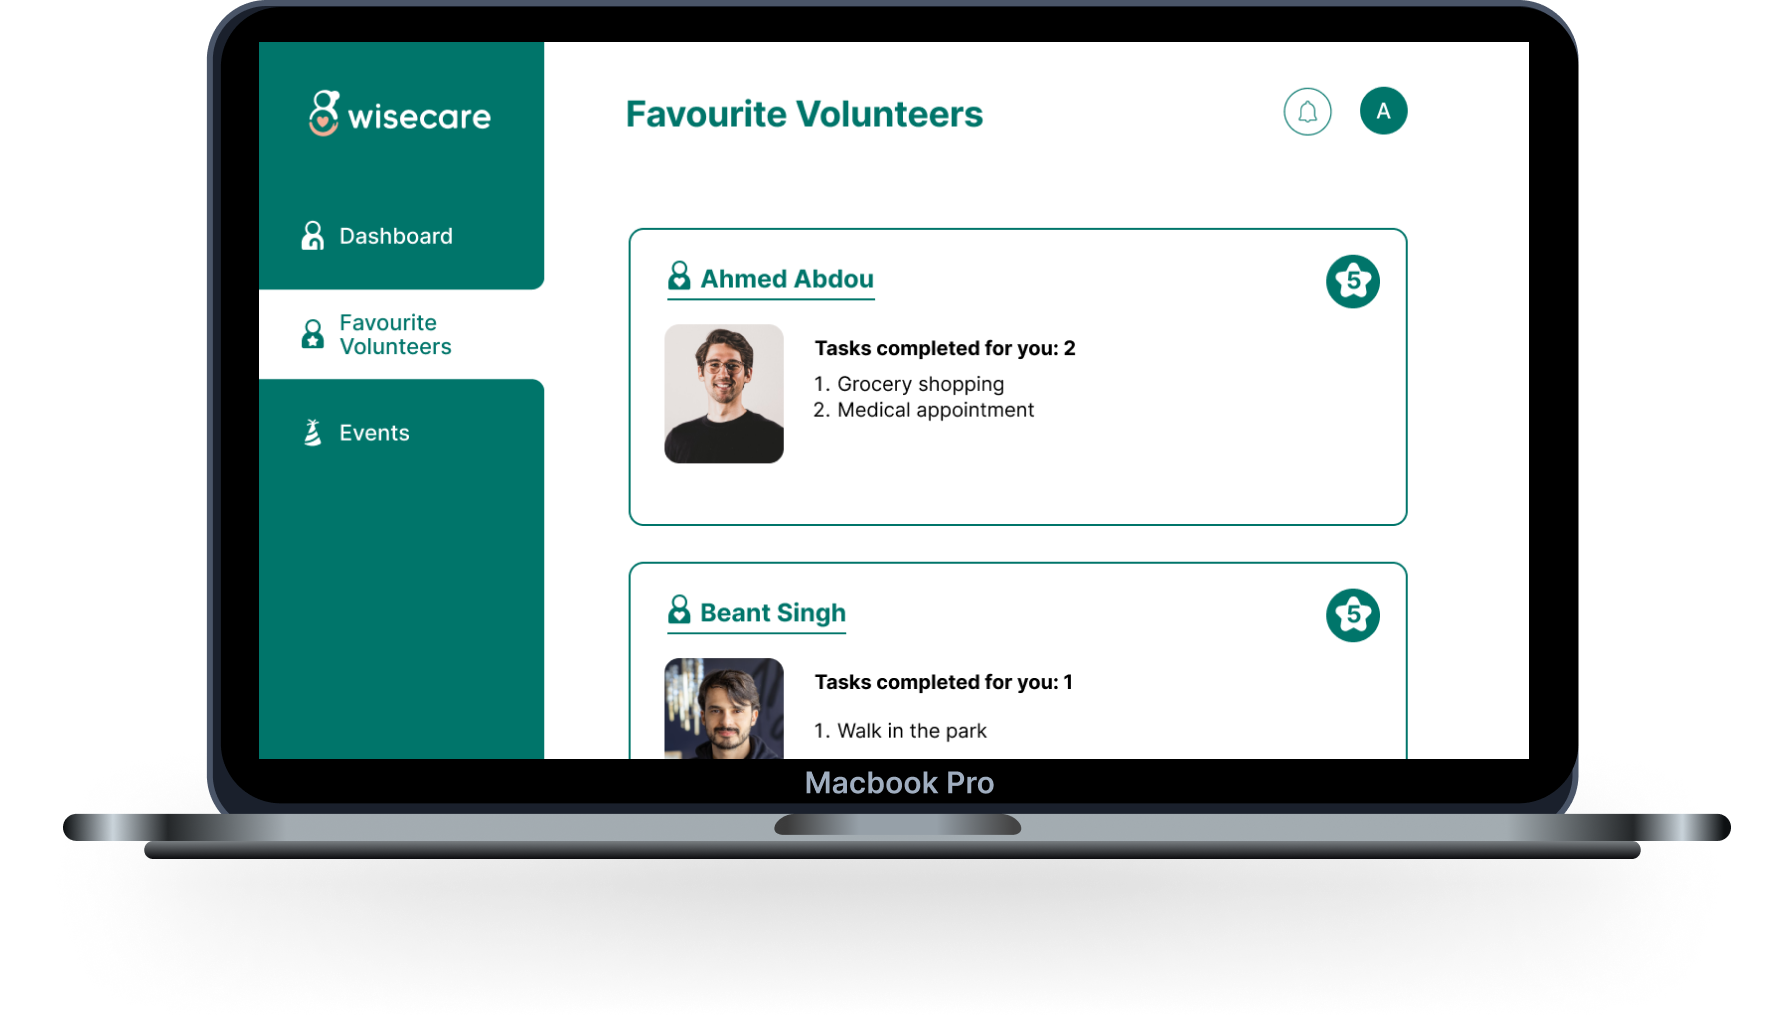 wisecare
Dashboard
Favourite
Volunteers
Events
Favourite Volunteers
A
Ahmed Abdou
5
Tasks completed for you: 2
1. Grocery shopping
2. Medical appointment
Beant Singh
5
Tasks completed for you: 1
1. Walk in the park
Macbook Pro